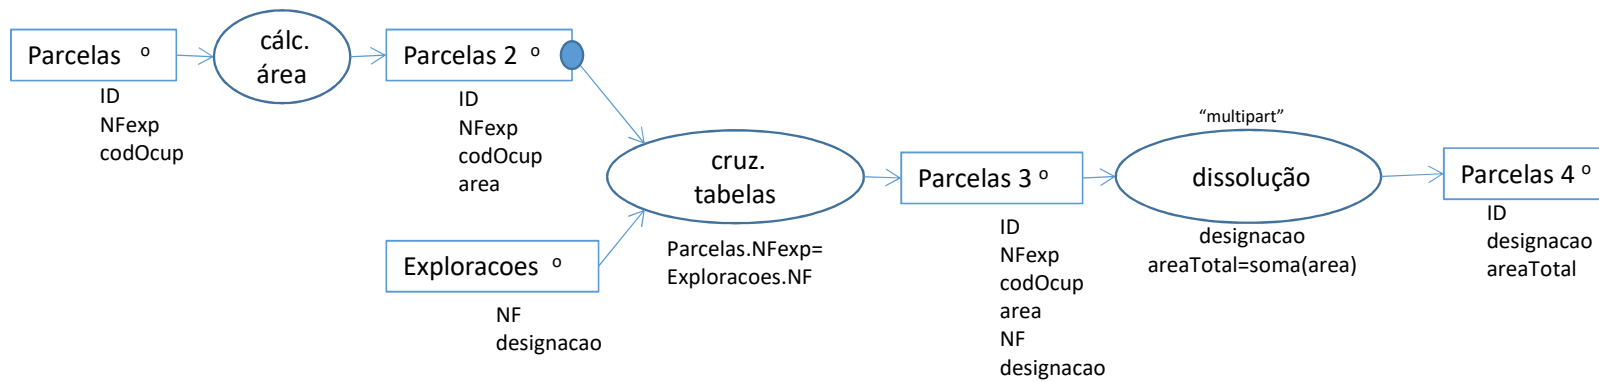 Parcelas º
ID
NFexp
codOcup
cálc.
área
Parcelas 2 º
ID
NFexp
codOcup
area
Exploracoes º
NF
designacao
cruz.
tabelas
Parcelas.NFexp=
Exploracoes.NF
Parcelas 3 º
ID
NFexp
codOcup
area
NF
designacao
“multipart”
dissolução
designacao
areaTotal=soma(area)
Parcelas 4 º
ID
designacao
areaTotal